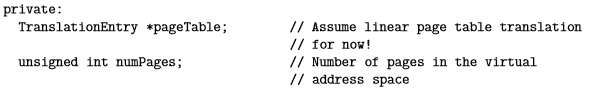 private:
  TranslationEntry *pageTable;        // Assume linear page table translation
                                      // for now!
  unsigned int numPages;              // Number of pages in the virtual
                                      // address space